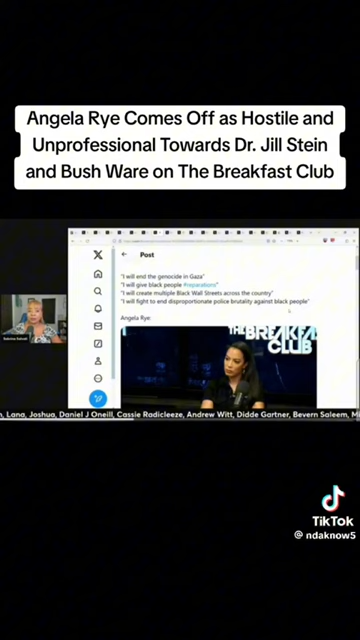 Angela Rye Comes Off as Hostile and
Unprofessional Towards Dr. Jill Stein
and Bush Ware on The Breakfast Club
Post
"I will end the genocide in Gaza"
"I will give black people #reparations"
"I will create multiple Black Wall Streets across the country"
"I will fight to end disproportionate police brutality against black people"
Angela Rye:
THE BREAKFAS
CLUB
Lana, Joshua, Daniel J ONeill, Cassie Radicleeze, Andrew Witt, Didde Gartner, Bevern Saleem, M
TikTok
@ ndaknow5